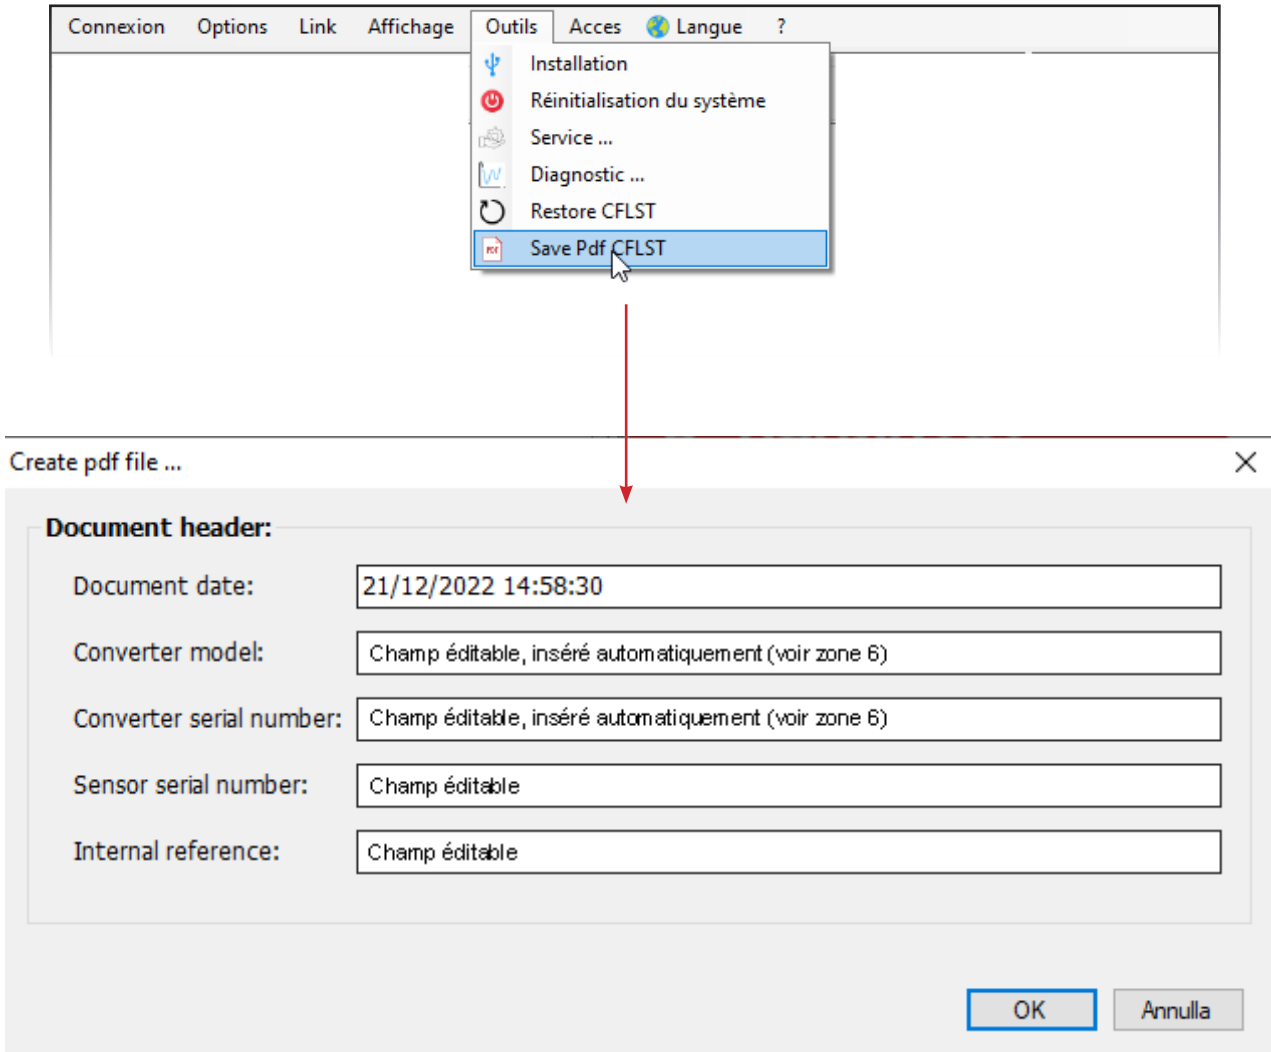 Connexion Options Link Affichage Outils Acces Langue ?
Installation
Réinitialisation du système
Service ...
Diagnostic ...
Restore CFLST
PDF Save Pdf CFLST
Create pdf file ...
Document header:
Document date: 21/12/2022 14:58:30
Converter model: Champ éditable, inséré automatiquement (voir zone 6)
Converter serial number: Champ éditable, inséré automatiquement (voir zone 6)
Sensor serial number: Champ éditable
Internal reference: Champ éditable
OK Annulla